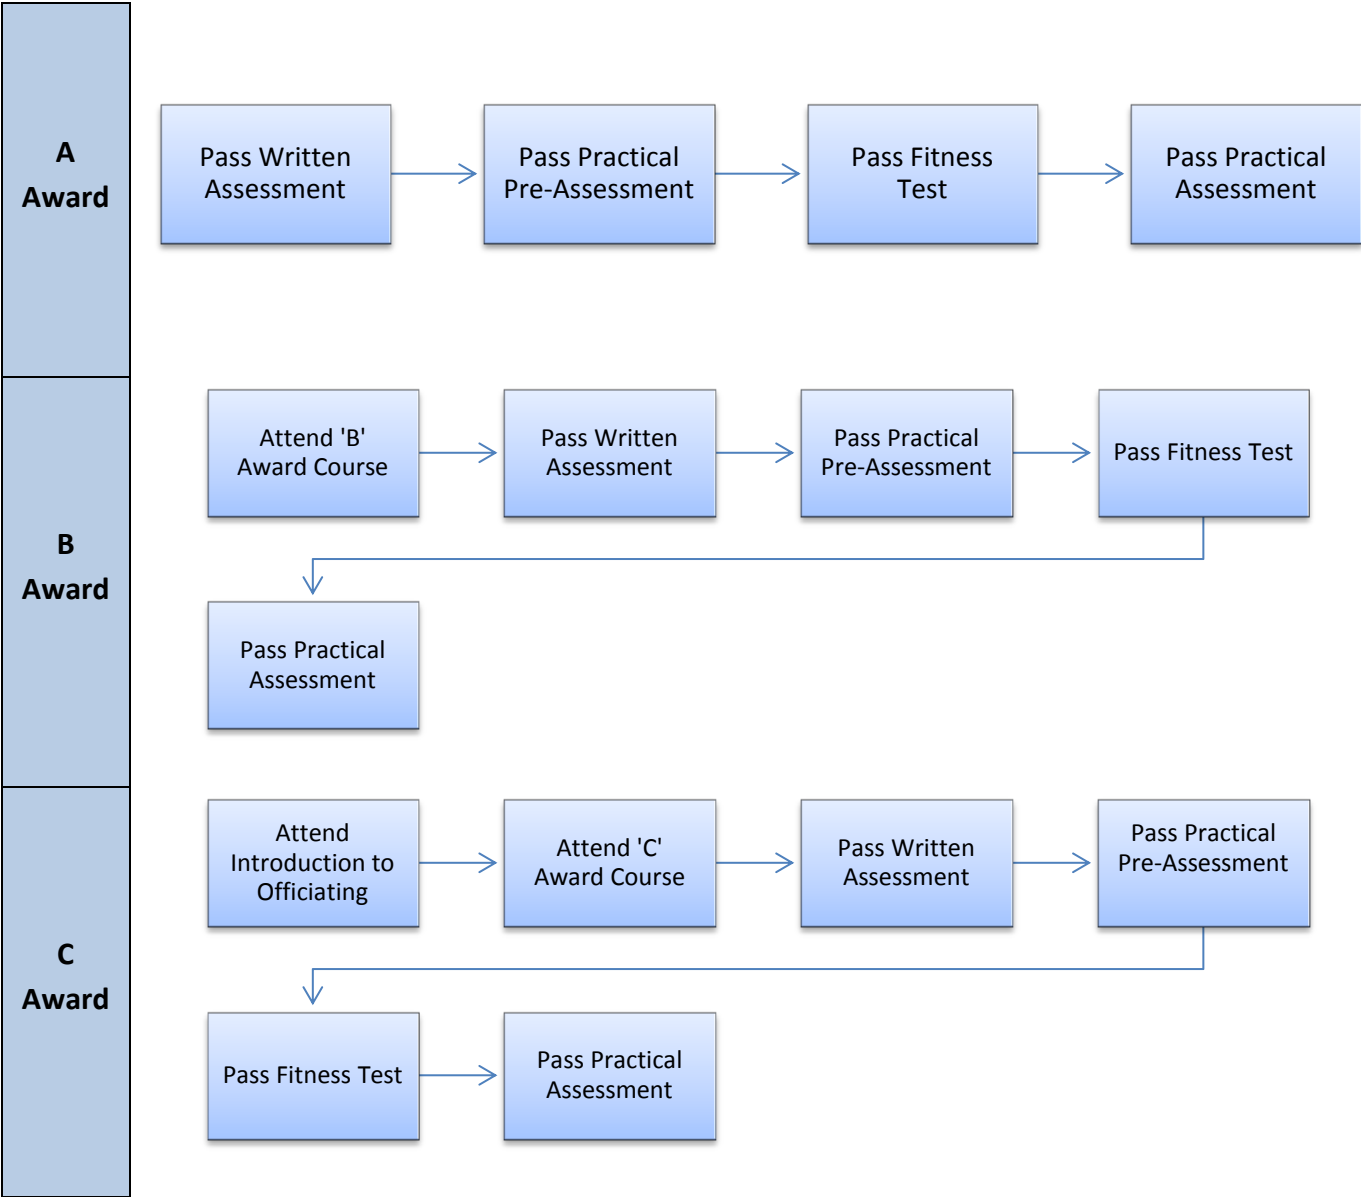 A
Award
Pass Written
Assessment
Pass Practical
Pre-Assessment
Pass Fitness
Test
Pass Practical
Assessment
B
Award
Attend 'B'
Award Course
Pass Written
Assessment
Pass Practical
Pre-Assessment
Pass Fitness Test
Pass Practical
Assessment
C
Award
Attend
Introduction to
Officiating
Attend 'C'
Award Course
Pass Written
Assessment
Pass Practical
Pre-Assessment
Pass Fitness Test
Pass Practical
Assessment